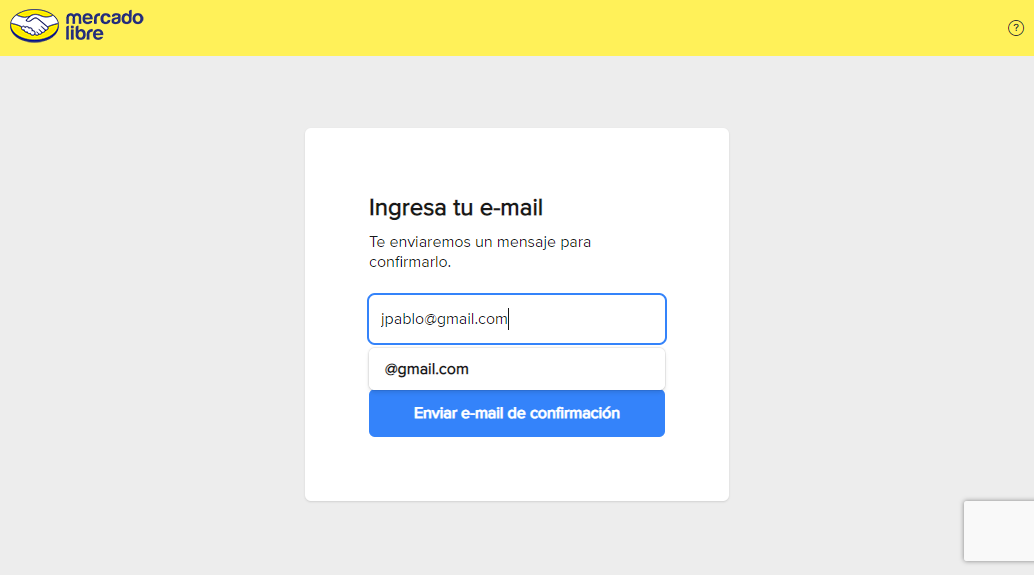 mercado
libre
?
Ingresa tu e-mail
Te enviaremos un mensaje para
confirmarlo.
jpablo@gmail.com
@gmail.com
Enviar e-mail de confirmación